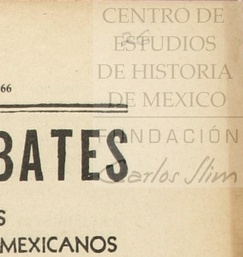 CENTRO DE
ESTUDIOS
DE HISTORIA
DE MEXICO
FUNDACIÓN
Carlos Slim
66
BATES
S
MEXICANOS